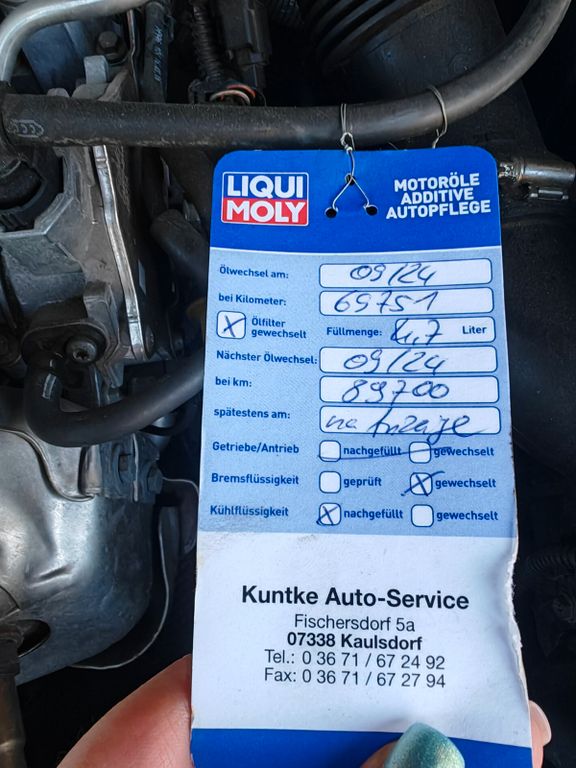 LIQUI
MOLY
MOTORÖLE
ADDITIVE
AUTOPFLEGE
Ölwechsel am: 09/24
bei Kilometer: 69751
Ölfilter
gewechselt
Füllmenge: 4,7 Liter
Nächster Ölwechsel: 09/24
bei km: 89700
spätestens am: na Anzeige
Getriebe/Antrieb nachgefüllt gewechselt
Bremsflüssigkeit geprüft gewechselt
Kühlflüssigkeit nachgefüllt gewechselt
Kuntke Auto-Service
Fischersdorf 5a
07338 Kaulsdorf
Tel.: 0 36 71 / 67 24 92
Fax: 0 36 71 / 67 27 94